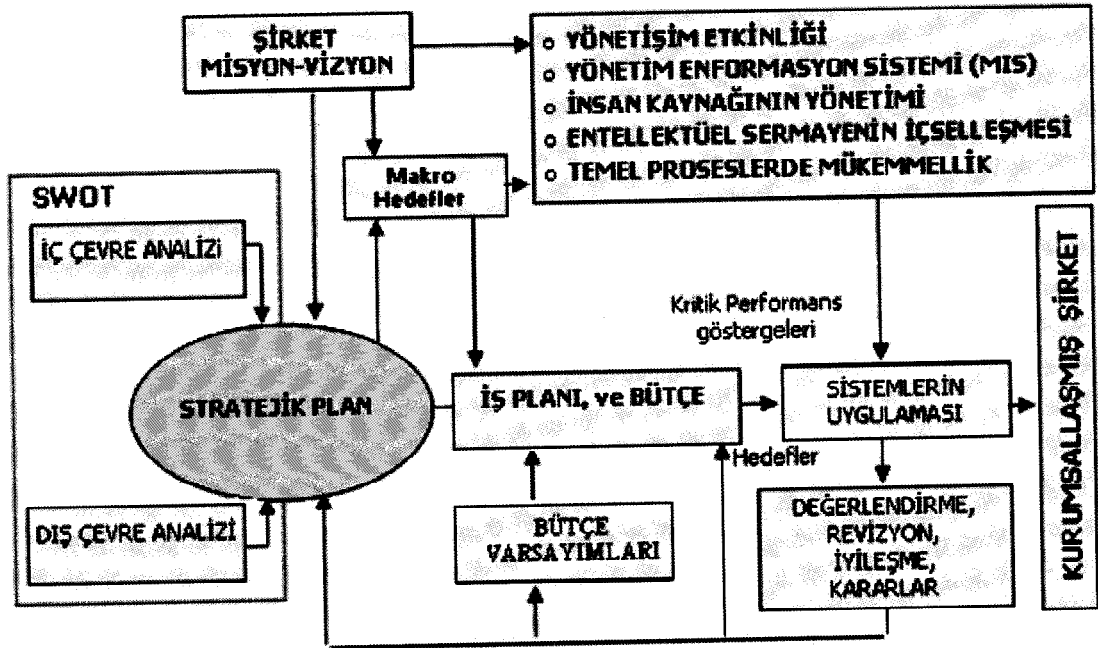 ŞİRKET
MİSYON-VİZYON
o YÖNETİŞİM ETKİNLİĞİ
o YÖNETİM ENFORMASYON SİSTEMİ (MIS)
o İNSAN KAYNAĞININ YÖNETİMİ
o ENTELLEKTÜEL SERMAYENİN İÇSELLEŞMESİ
o TEMEL PROSESLERDE MÜKEMMELLİK
Makro
Hedefler
SWOT
İÇ ÇEVRE ANALİZİ
Kritik Performans
göstergeleri
STRATEJİK PLAN
İŞ PLANI, ve BÜTÇE
SİSTEMLERİN
UYGULAMASI
KURUMSALLAŞMIŞ ŞİRKET
Hedefler
DIŞ ÇEVRE ANALİZİ
BÜTÇE
VARSAYIMLARI
DEĞERLENDİRME,
REVİZYON,
İYİLEŞME,
KARARLAR